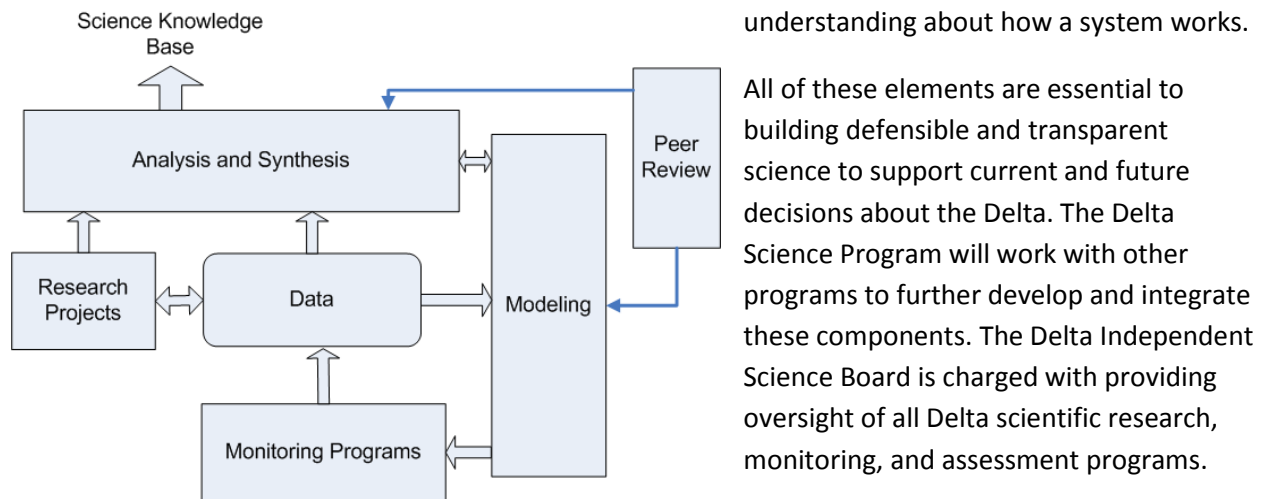 Science Knowledge
Base
Analysis and Synthesis
Peer
Review
Research
Projects
Data
Modeling
Monitoring Programs
understanding about how a system works.
All of these elements are essential to
building defensible and transparent
science to support current and future
decisions about the Delta. The Delta
Science Program will work with other
programs to further develop and integrate
these components. The Delta Independent
Science Board is charged with providing
oversight of all Delta scientific research,
monitoring, and assessment programs.